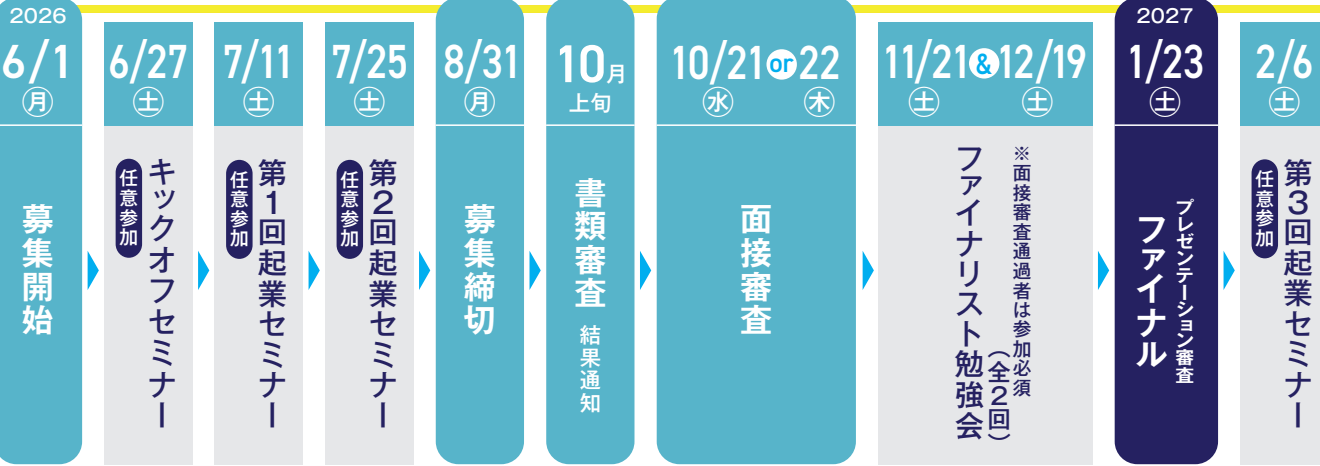 2026
6/1
月
募集開始
6/27
土
キックオフセミナー
任意参加
7/11
土
第1回起業セミナー
任意参加
7/25
土
第2回起業セミナー
任意参加
8/31
月
募集締切
10月
上旬
書類審査 結果通知
10/21or22
水 木
面接審査
11/21&12/19
土 土
※面接審査通過者は参加必須
(全2回)
ファイナリスト勉強会
2027
1/23
土
プレゼンテーション審査
ファイナル
2/6
土
第3回起業セミナー
任意参加